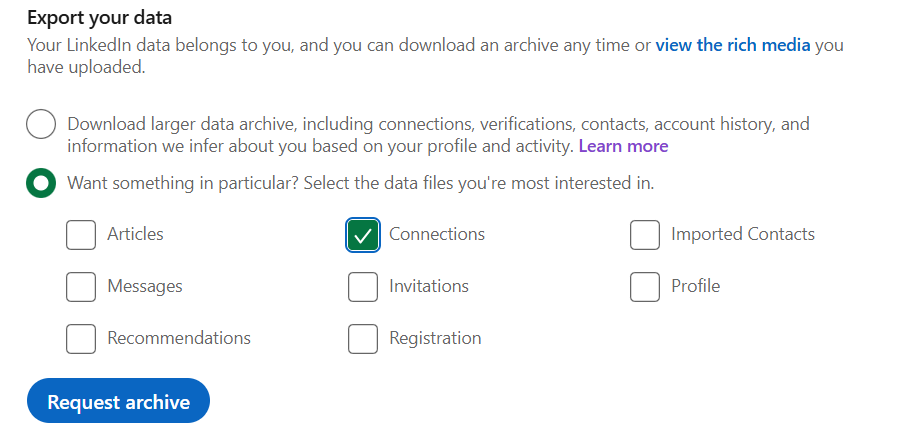 Export your data
Your LinkedIn data belongs to you, and you can download an archive any time or view the rich media you
have uploaded.
Download larger data archive, including connections, verifications, contacts, account history, and
information we infer about you based on your profile and activity. Learn more
Want something in particular? Select the data files you're most interested in.
Articles Connections Imported Contacts
Messages Invitations Profile
Recommendations Registration
Request archive